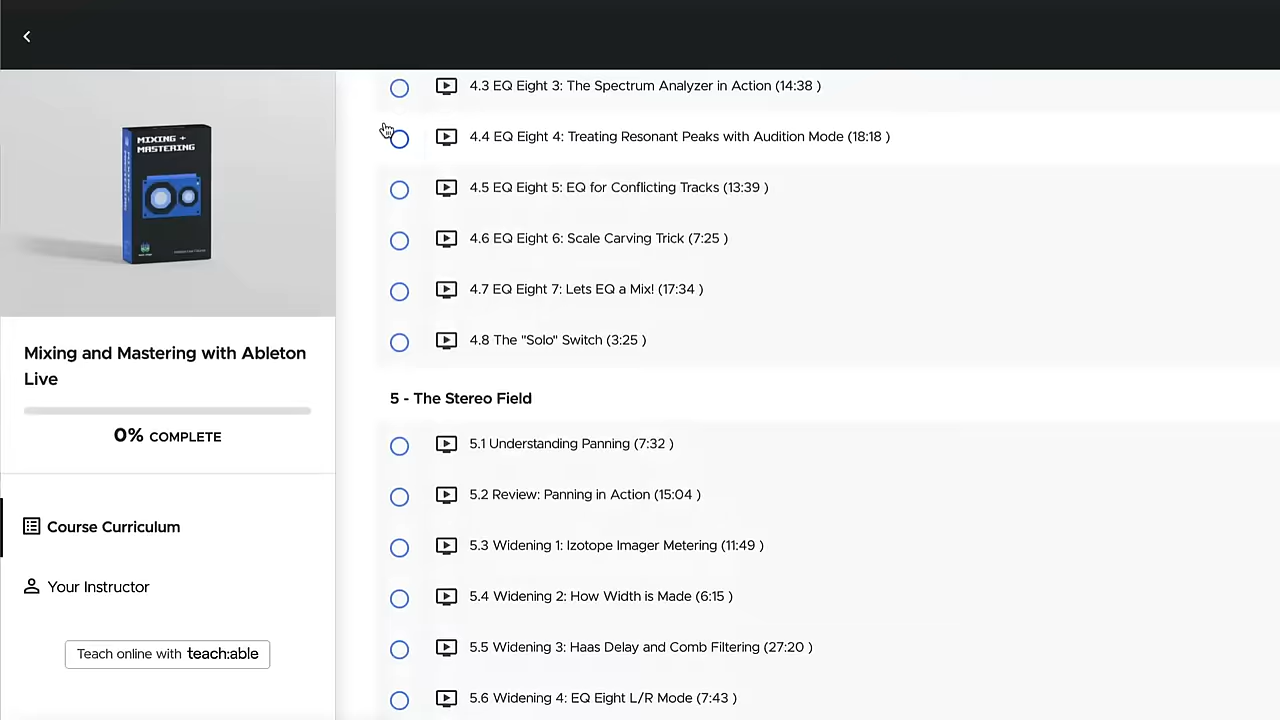 4.3 EQ Eight 3: The Spectrum Analyzer in Action (14:38 )
4.4 EQ Eight 4: Treating Resonant Peaks with Audition Mode (18:18 )
4.5 EQ Eight 5: EQ for Conflicting Tracks (13:39 )
4.6 EQ Eight 6: Scale Carving Trick (7:25 )
4.7 EQ Eight 7: Lets EQ a Mix! (17:34 )
4.8 The "Solo" Switch (3:25 )
5 - The Stereo Field
5.1 Understanding Panning (7:32 )
5.2 Review: Panning in Action (15:04 )
5.3 Widening 1: Izotope Imager Metering (11:49 )
5.4 Widening 2: How Width is Made (6:15 )
5.5 Widening 3: Haas Delay and Comb Filtering (27:20 )
5.6 Widening 4: EQ Eight L/R Mode (7:43 )
MIXING +
MASTERING
Mixing and Mastering with Ableton
Live
0% COMPLETE
Course Curriculum
Your Instructor
Teach online with teach:able